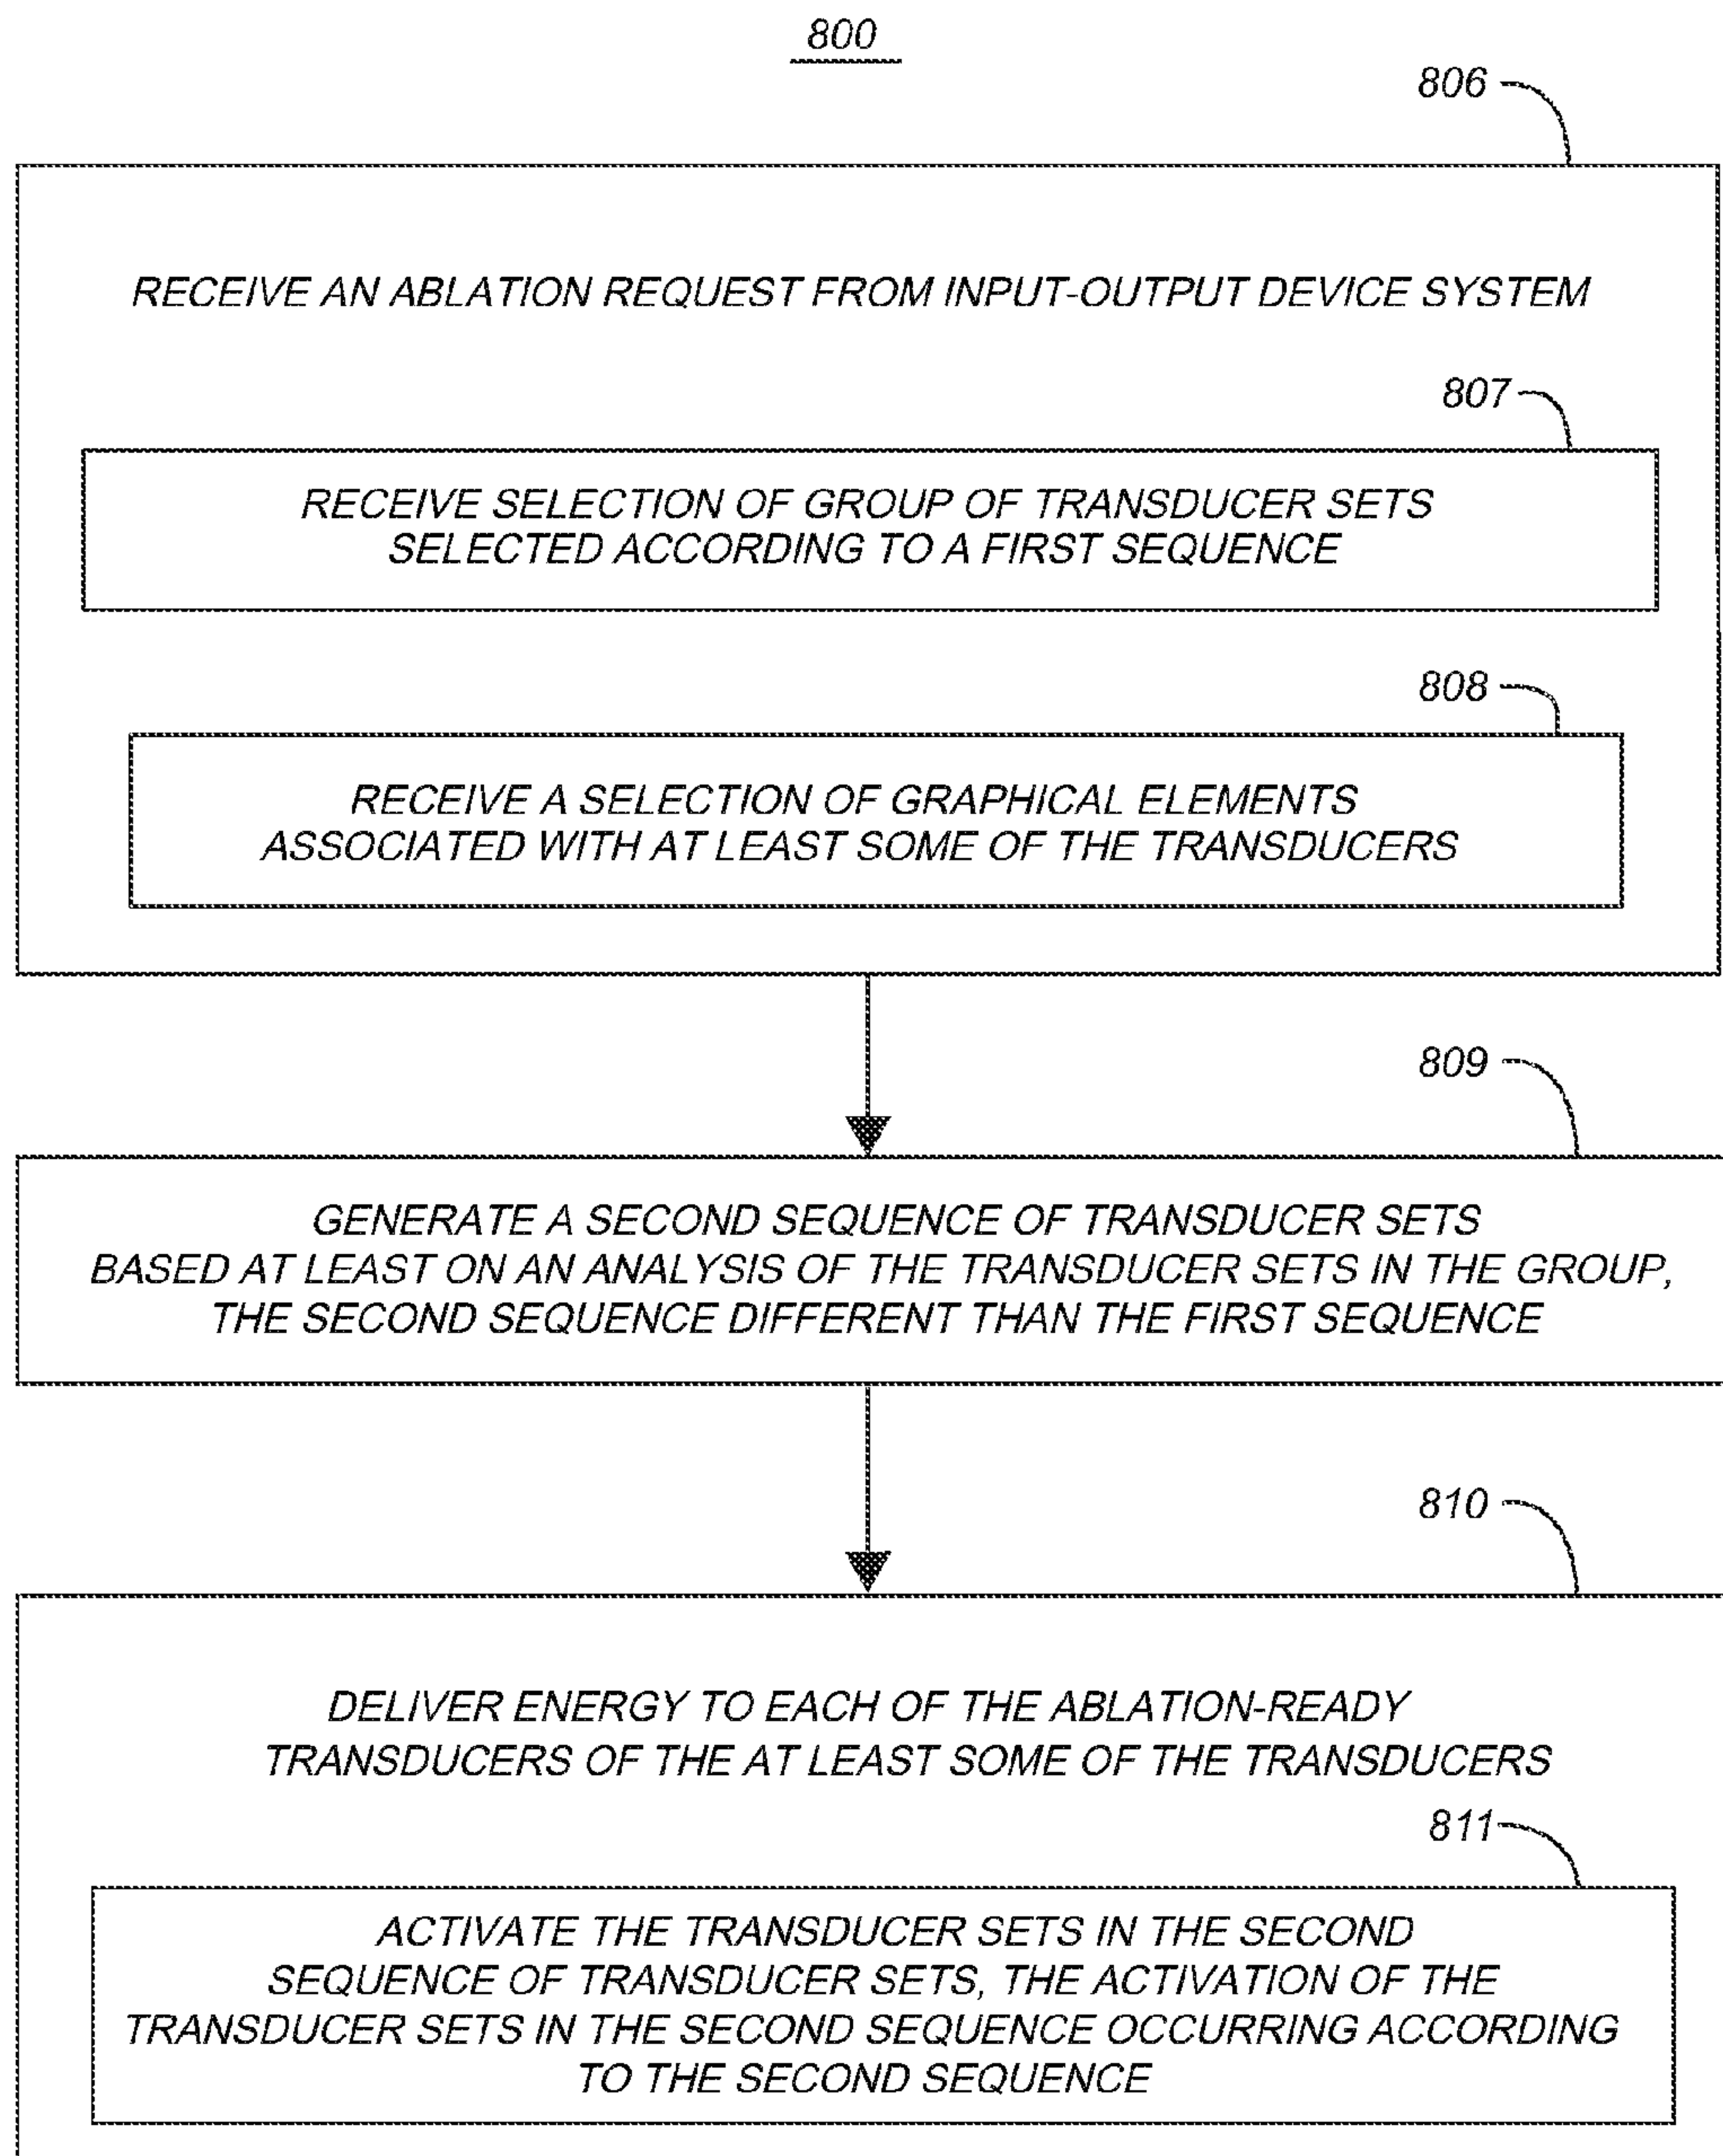 800
806
RECEIVE AN ABLATION REQUEST FROM INPUT-OUTPUT DEVICE SYSTEM
807
RECEIVE SELECTION OF GROUP OF TRANSDUCER SETS
SELECTED ACCORDING TO A FIRST SEQUENCE
808
RECEIVE A SELECTION OF GRAPHICAL ELEMENTS
ASSOCIATED WITH AT LEAST SOME OF THE TRANSDUCERS
809
GENERATE A SECOND SEQUENCE OF TRANSDUCER SETS
BASED AT LEAST ON AN ANALYSIS OF THE TRANSDUCER SETS IN THE GROUP,
THE SECOND SEQUENCE DIFFERENT THAN THE FIRST SEQUENCE
810
DELIVER ENERGY TO EACH OF THE ABLATION-READY
TRANSDUCERS OF THE AT LEAST SOME OF THE TRANSDUCERS
811
ACTIVATE THE TRANSDUCER SETS IN THE SECOND
SEQUENCE OF TRANSDUCER SETS, THE ACTIVATION OF THE
TRANSDUCER SETS IN THE SECOND SEQUENCE OCCURRING ACCORDING
TO THE SECOND SEQUENCE